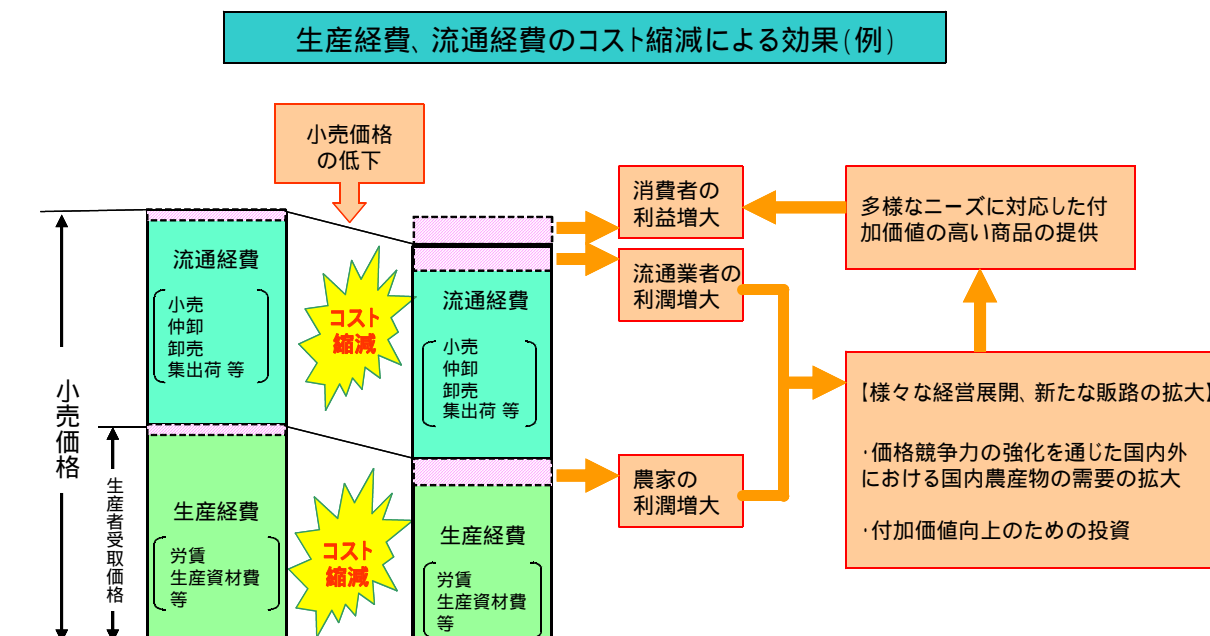 生産経費、流通経費のコスト縮減による効果(例)
小売価格
の低下
消費者の
利益増大
多様なニーズに対応した付
加価値の高い商品の提供
流通経費
小売
仲卸
卸売
集出荷 等
コスト
縮減
流通経費
小売
仲卸
卸売
集出荷 等
流通業者の
利潤増大
小売価格
生産者受取価格
【様々な経営展開、新たな販路の拡大】
・価格競争力の強化を通じた国内外
における国内農産物の需要の拡大
・付加価値向上のための投資
農家の
利潤増大
生産経費
労賃
生産資材費
等
コスト
縮減
生産経費
労賃
生産資材費
等